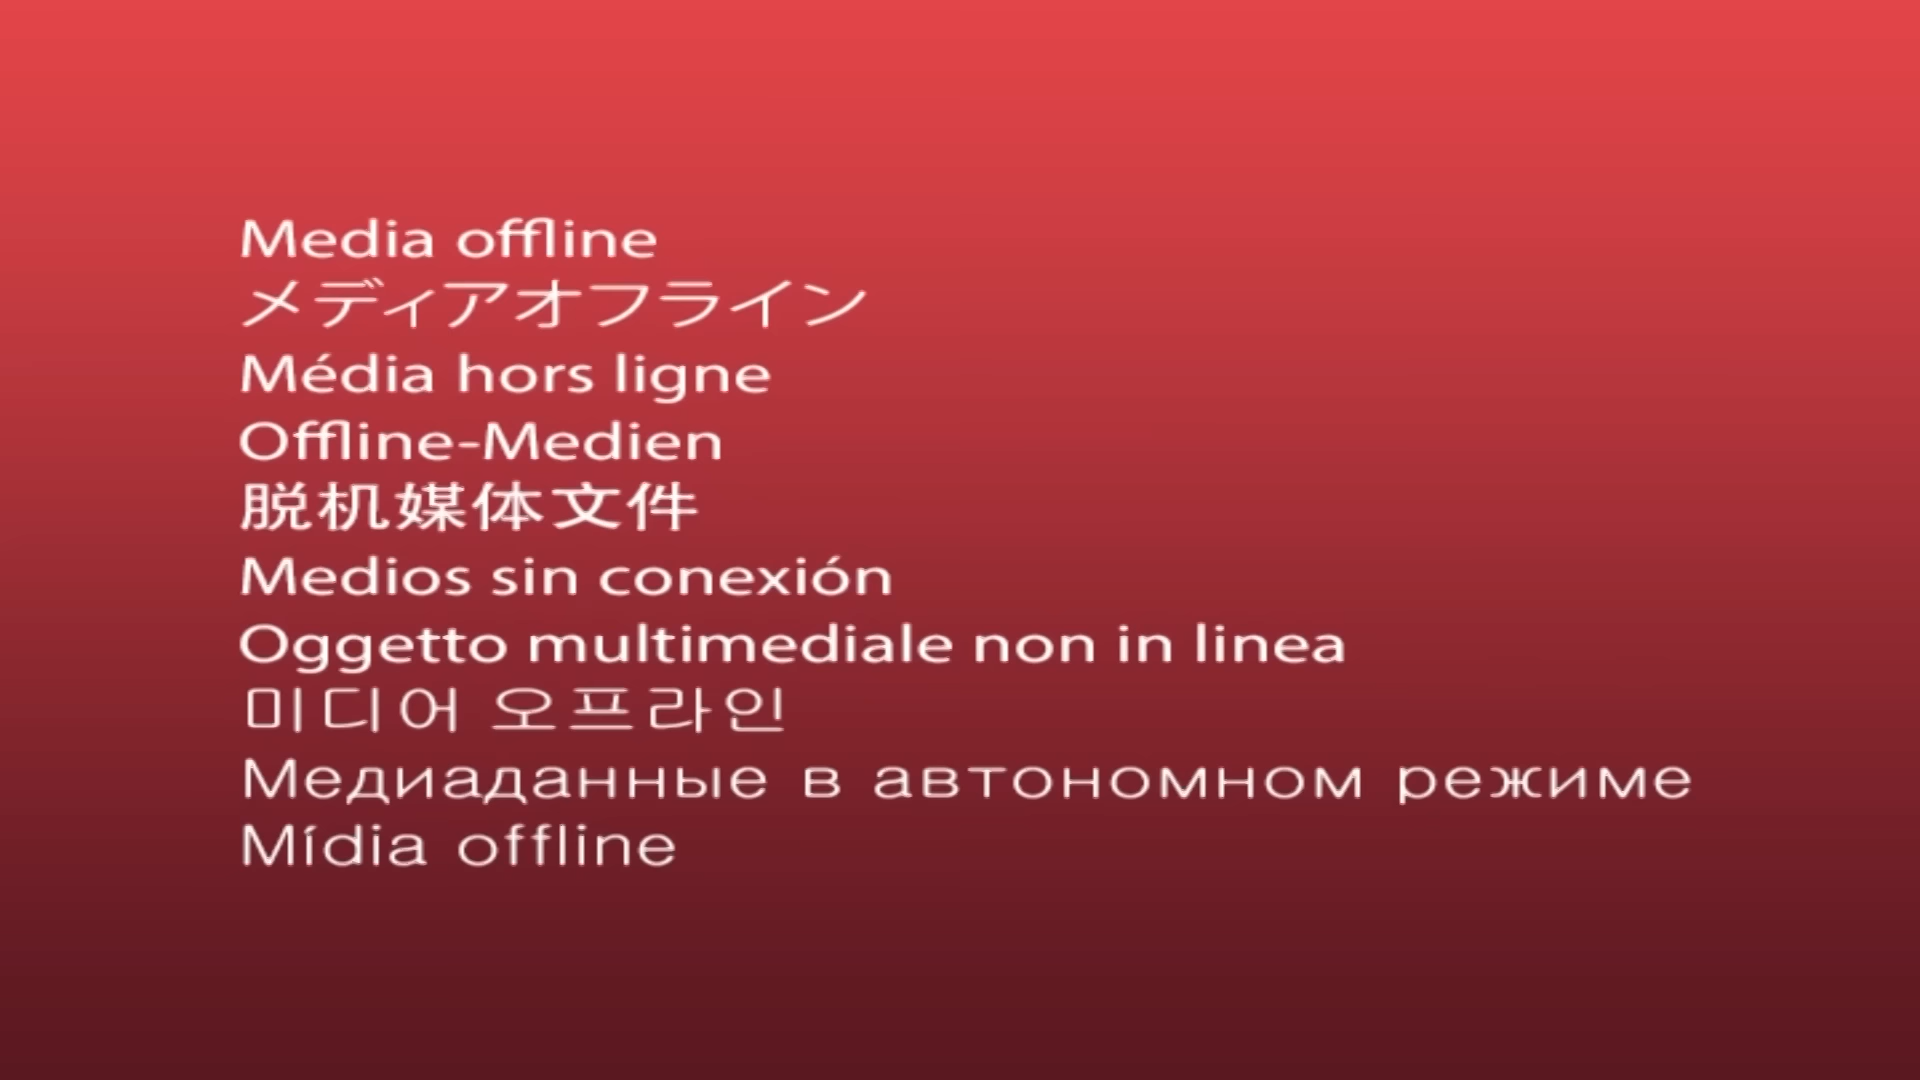 Media offline
メディアオフライン
Média hors ligne
Offline-Medien
脱机媒体文件
Medios sin conexión
Oggetto multimediale non in linea
미디어 오프라인
Медиаданные в автономном режиме
Mídia offline